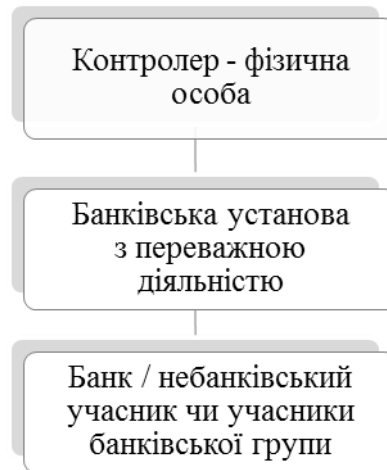 Контролер - фізична
особа
Банківська установа
з переважною
діяльністю
Банк / небанківський
учасник чи учасники
банківської групи